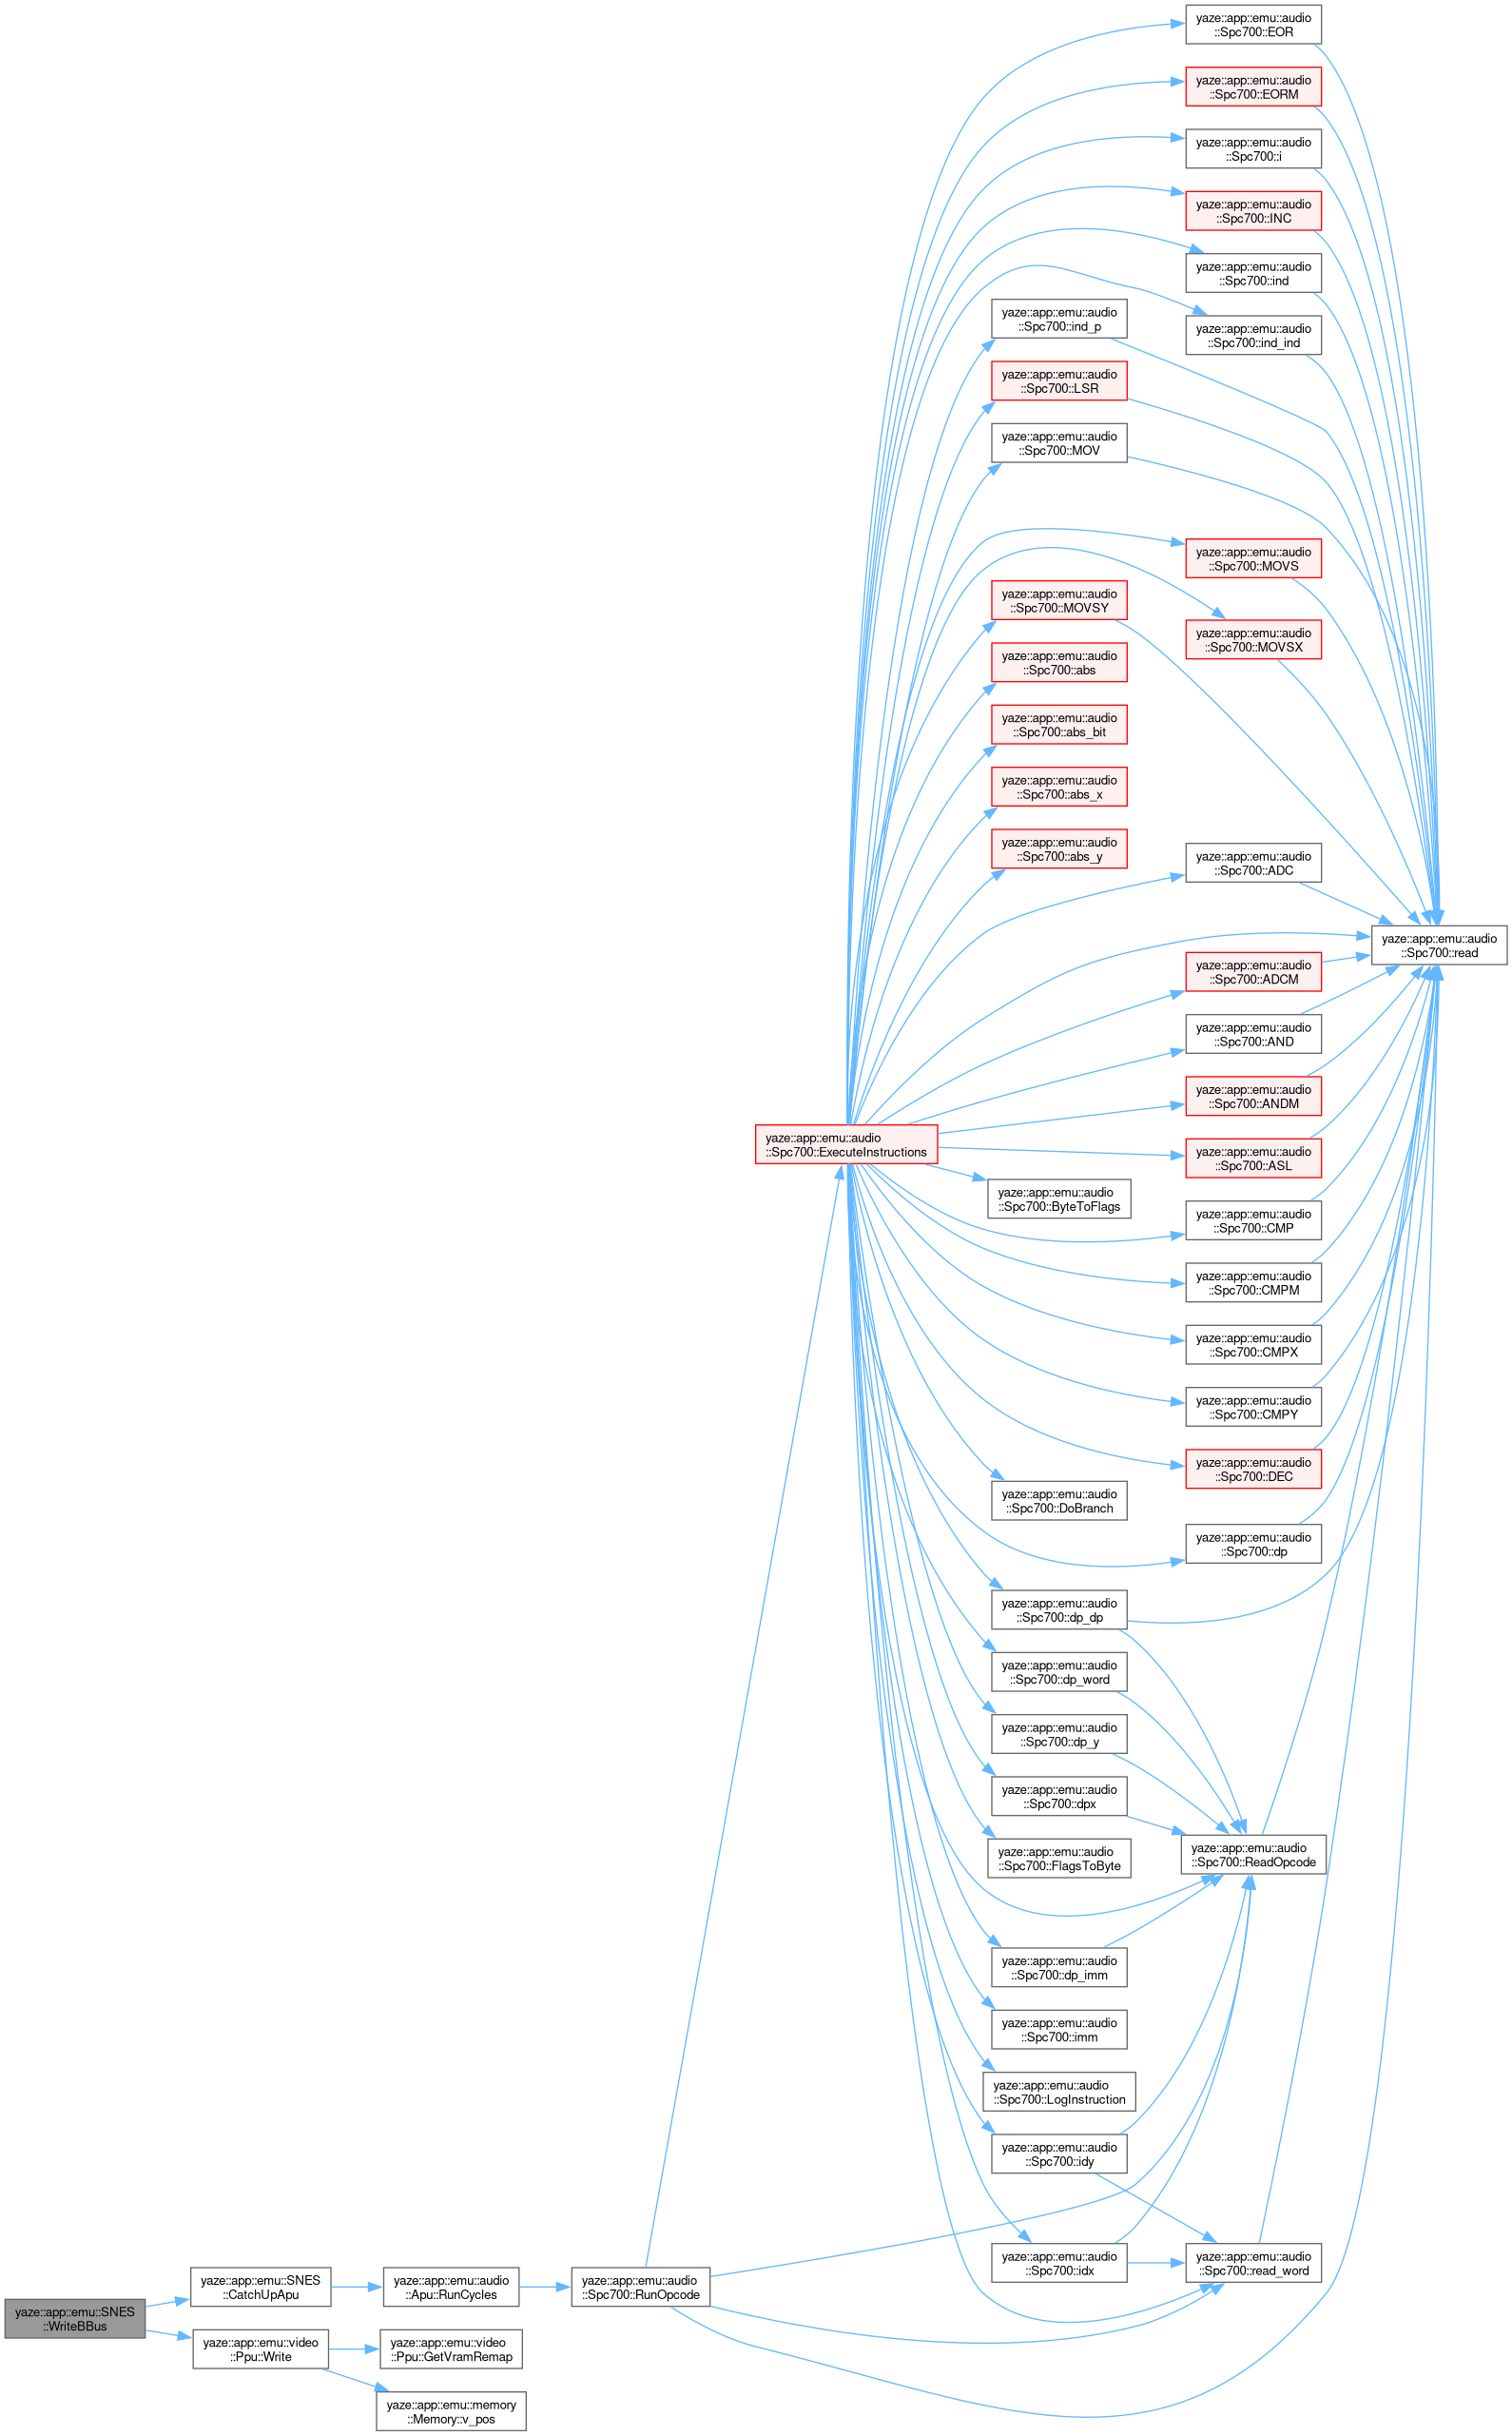 yaze::app::emu::audio
::Spc700::EOR
yaze::app::emu::audio
::Spc700::EORM
yaze::app::emu::audio
::Spc700::i
yaze::app::emu::audio
::Spc700::INC
yaze::app::emu::audio
::Spc700::ind
yaze::app::emu::audio
::Spc700::ind_p
yaze::app::emu::audio
::Spc700::ind_ind
yaze::app::emu::audio
::Spc700::LSR
yaze::app::emu::audio
::Spc700::MOV
yaze::app::emu::audio
::Spc700::MOVS
yaze::app::emu::audio
::Spc700::MOVSY
yaze::app::emu::audio
::Spc700::MOVSX
yaze::app::emu::audio
::Spc700::abs
yaze::app::emu::audio
::Spc700::abs_bit
yaze::app::emu::audio
::Spc700::abs_x
yaze::app::emu::audio
::Spc700::abs_y
yaze::app::emu::audio
::Spc700::ADC
yaze::app::emu::audio
::Spc700::read
yaze::app::emu::audio
::Spc700::ADCM
yaze::app::emu::audio
::Spc700::AND
yaze::app::emu::audio
::Spc700::ANDM
yaze::app::emu::audio
::Spc700::ExecuteInstructions
yaze::app::emu::audio
::Spc700::ASL
yaze::app::emu::audio
::Spc700::ByteToFlags
yaze::app::emu::audio
::Spc700::CMP
yaze::app::emu::audio
::Spc700::CMPM
yaze::app::emu::audio
::Spc700::CMPX
yaze::app::emu::audio
::Spc700::CMPY
yaze::app::emu::audio
::Spc700::DEC
yaze::app::emu::audio
::Spc700::DoBranch
yaze::app::emu::audio
::Spc700::dp
yaze::app::emu::audio
::Spc700::dp_dp
yaze::app::emu::audio
::Spc700::dp_word
yaze::app::emu::audio
::Spc700::dp_y
yaze::app::emu::audio
::Spc700::dpx
yaze::app::emu::audio
::Spc700::FlagsToByte
yaze::app::emu::audio
::Spc700::ReadOpcode
yaze::app::emu::audio
::Spc700::dp_imm
yaze::app::emu::audio
::Spc700::imm
yaze::app::emu::audio
::Spc700::LogInstruction
yaze::app::emu::audio
::Spc700::idy
yaze::app::emu::audio
::Spc700::idx
yaze::app::emu::audio
::Spc700::read_word
yaze::app::emu::SNES
::WriteBBus
yaze::app::emu::SNES
::CatchUpApu
yaze::app::emu::audio
::Apu::RunCycles
yaze::app::emu::audio
::Spc700::RunOpcode
yaze::app::emu::video
::Ppu::Write
yaze::app::emu::video
::Ppu::GetVramRemap
yaze::app::emu::memory
::Memory::v_pos